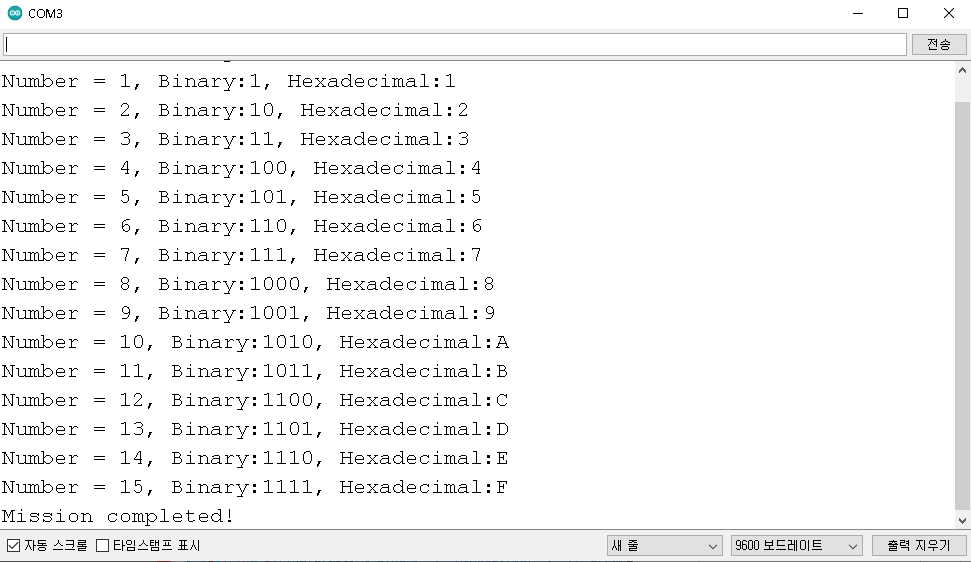 COM3
전송
Number = 1, Binary:1, Hexadecimal:1
Number = 2, Binary:10, Hexadecimal:2
Number = 3, Binary:11, Hexadecimal:3
Number = 4, Binary:100, Hexadecimal:4
Number = 5, Binary:101, Hexadecimal:5
Number = 6, Binary:110, Hexadecimal:6
Number = 7, Binary:111, Hexadecimal:7
Number = 8, Binary:1000, Hexadecimal:8
Number = 9, Binary:1001, Hexadecimal:9
Number = 10, Binary:1010, Hexadecimal:A
Number = 11, Binary:1011, Hexadecimal:B
Number = 12, Binary:1100, Hexadecimal:C
Number = 13, Binary:1101, Hexadecimal:D
Number = 14, Binary:1110, Hexadecimal:E
Number = 15, Binary:1111, Hexadecimal:F
Mission completed!
자동 스크롤 타임스탬프 표시 새 줄 9600 보드레이트 출력 지우기